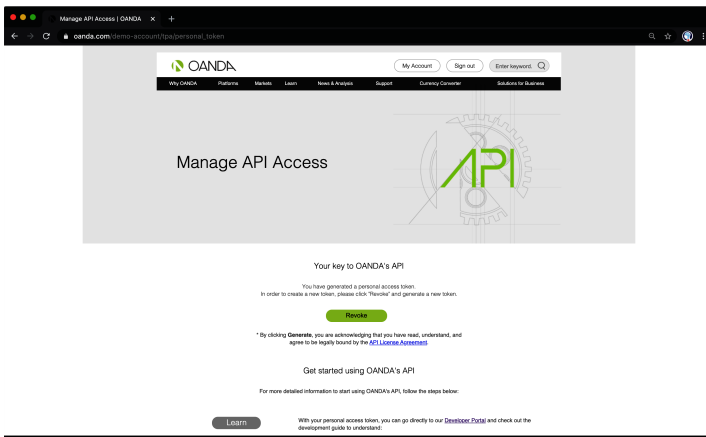 Manage API Access | OANDA
oanda.com/demo-account/tpa/personal_token
OANDA
My Account
Sign out
Enter keyword.
Why OANDA Platforms Markets Learn News & Analysis Support Currency Converter Solutions for Business
Manage API Access
API
Your key to OANDA's API
You have generated a personal access token.
In order to create a new token, please click "Revoke" and generate a new token.
Revoke
* By clicking Generate, you are acknowledging that you have read, understand, and
agree to be legally bound by the API License Agreement.
Get started using OANDA's API
For more detailed information to start using OANDA's API, follow the steps below:
Learn
With your personal access token, you can go directly to our Developer Portal and check out the
development guide to understand: